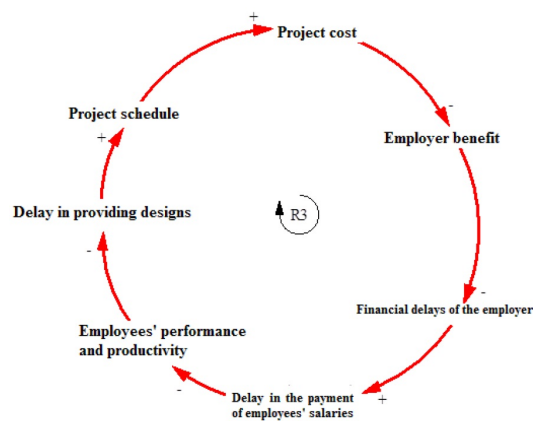 +
Project cost
-
Project schedule
+
Employer benefit
Delay in providing designs
R3
-
-
Financial delays of the employer
Employees' performance
and productivity
-
Delay in the payment
of employees' salaries
+